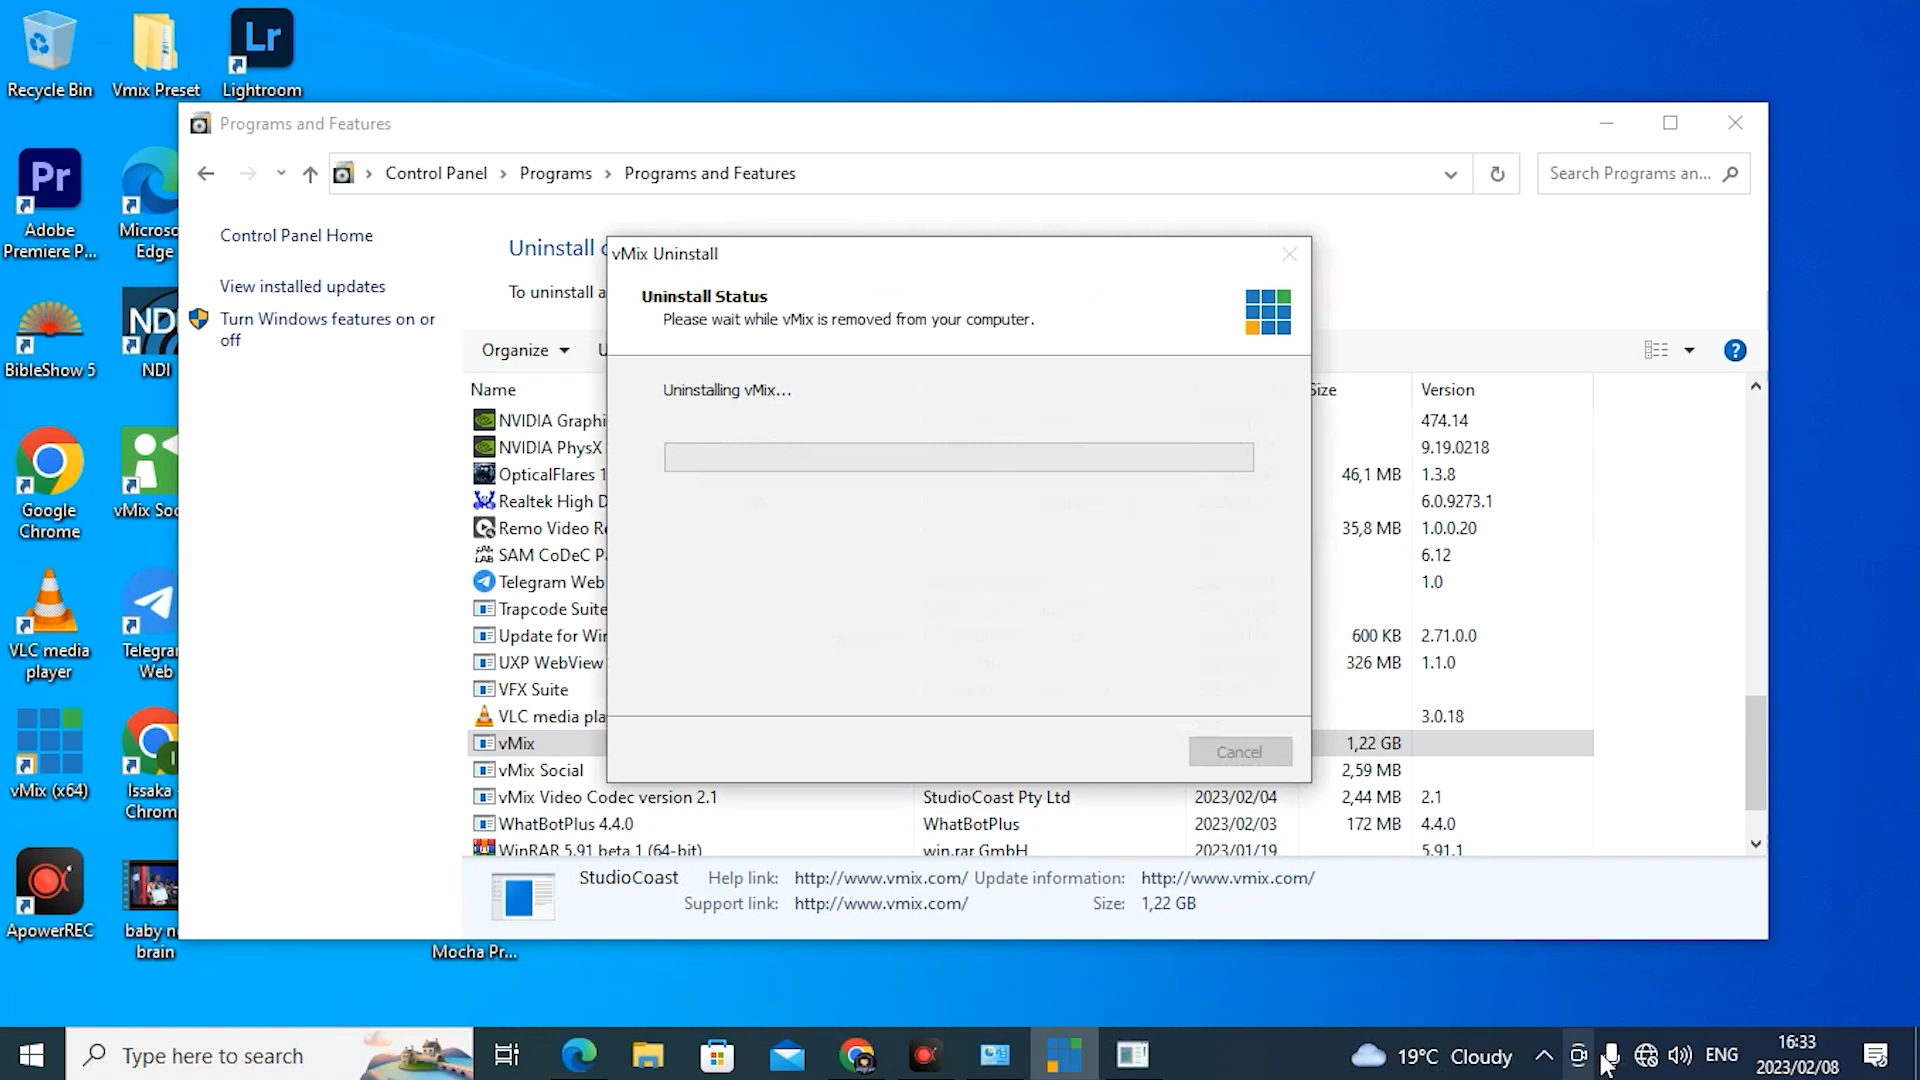 Recycle Bin
Vmix Preset
Lr
Lightroom
Programs and Features
Control Panel > Programs > Programs and Features
Search Programs an...
Pr
Adobe Premiere P...
Edge
Control Panel Home
View installed updates
Turn Windows features on or off
Uninstall
To uninstall a
Organize
vMix Uninstall
Uninstall Status
Please wait while vMix is removed from your computer.
Uninstalling vMix...
Cancel
BibleShow 5
NDI
Name
Version
NVIDIA Graphi
474.14
NVIDIA PhysX
9.19.0218
OpticalFlares 1
46,1 MB
1.3.8
Realtek High D
6.0.9273.1
Remo Video Re
35,8 MB
1.0.0.20
SAM CoDeC Pa
6.12
Telegram Web
1.0
Trapcode Suite
Update for Win
600 KB
2.71.0.0
UXP WebView
326 MB
1.1.0
VFX Suite
VLC media pla
3.0.18
vMix
1,22 GB
vMix Social
2,59 MB
vMix Video Codec version 2.1
StudioCoast Pty Ltd
2023/02/04
2,44 MB
2.1
WhatBotPlus 4.4.0
WhatBotPlus
2023/02/03
172 MB
4.4.0
WinRAR 5.91 beta 1 (64-bit)
win.rar GmbH
2023/01/19
5.91.1
StudioCoast
Help link: http://www.vmix.com/
Update information: http://www.vmix.com/
Support link: http://www.vmix.com/
Size: 1,22 GB
Google Chrome
vMix Soc
VLC media player
Telegram Web
vMix (x64)
Issaka - Chrom
ApowerREC
baby n
brain
Mocha Pr...
Type here to search
19°C Cloudy
ENG
16:33
2023/02/08